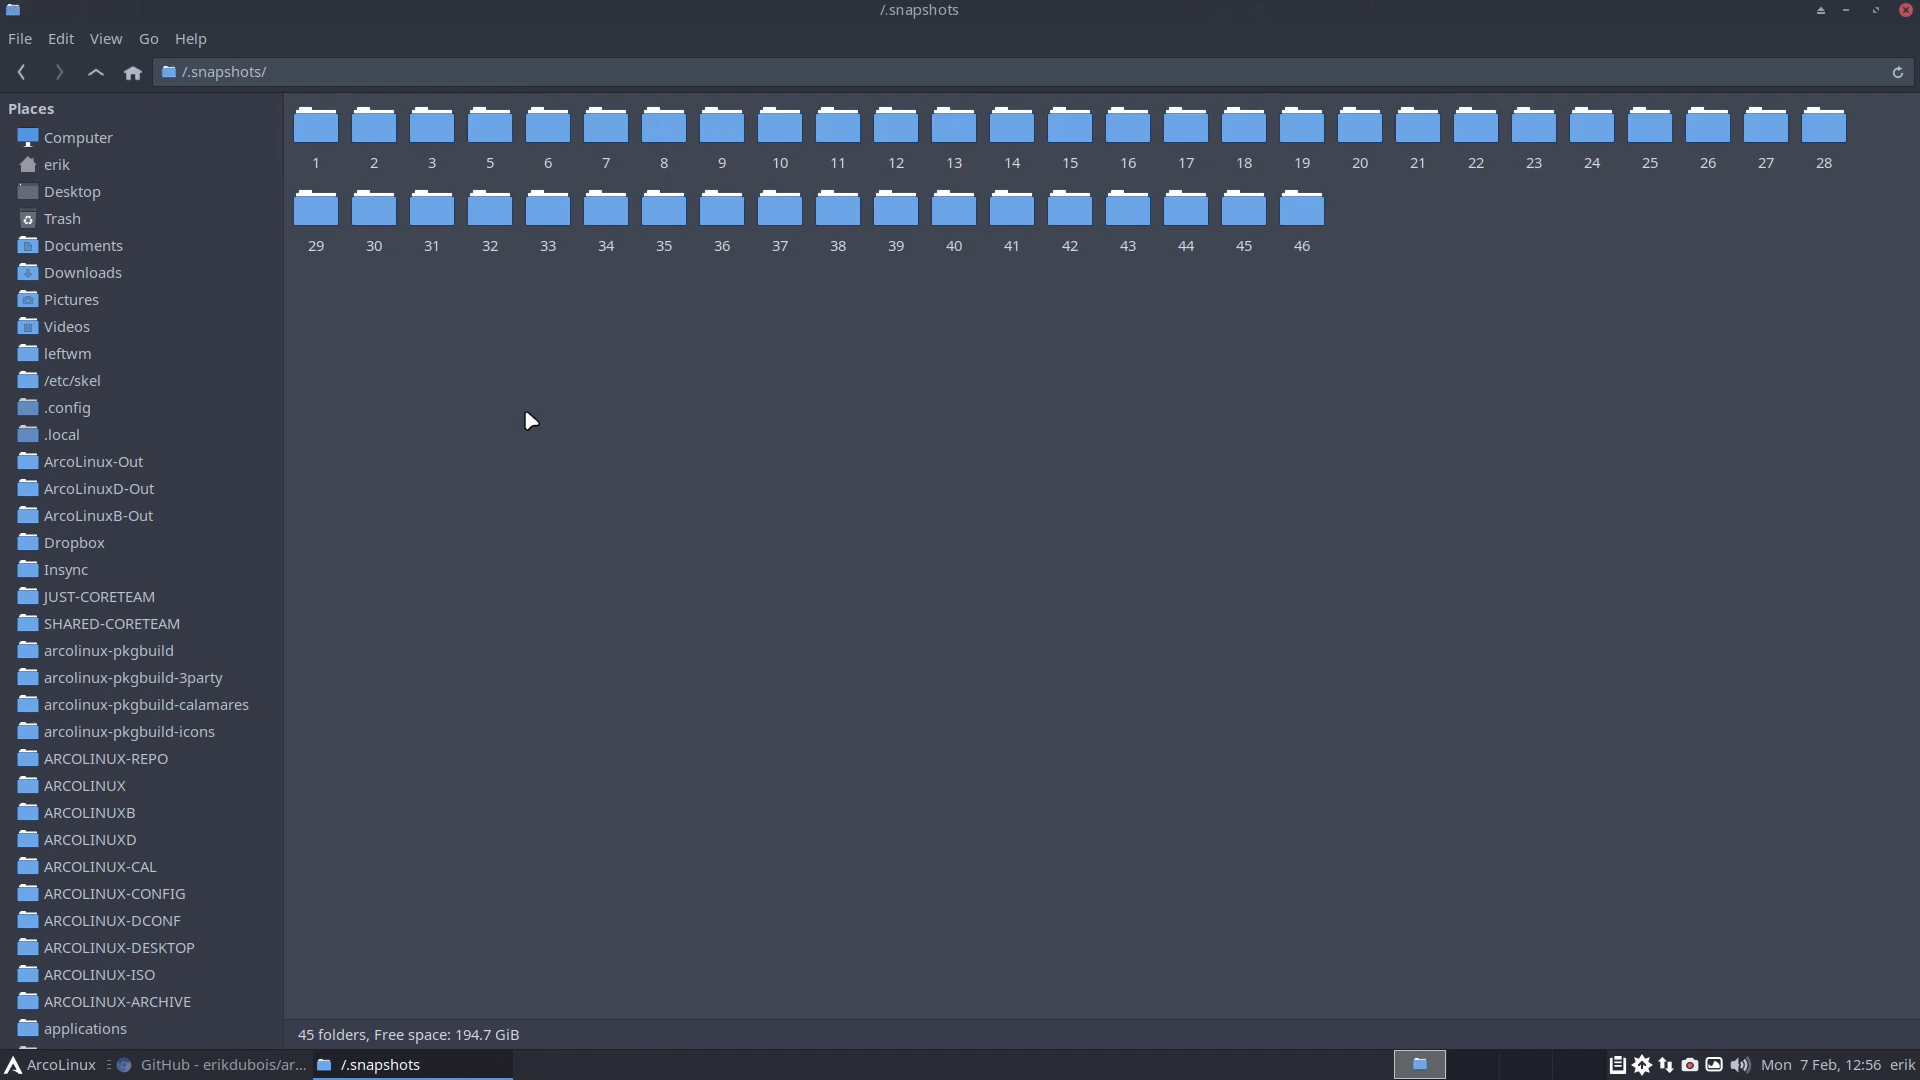 /.snapshots
File Edit View Go Help
/.snapshots/
Places
Computer
erik
Desktop
Trash
Documents
Downloads
Pictures
Videos
leftwm
/etc/skel
.config
.local
ArcoLinux-Out
ArcoLinuxD-Out
ArcoLinuxB-Out
Dropbox
Insync
JUST-CORETEAM
SHARED-CORETEAM
arcolinux-pkgbuild
arcolinux-pkgbuild-3party
arcolinux-pkgbuild-calamares
arcolinux-pkgbuild-icons
ARCOLINUX-REPO
ARCOLINUX
ARCOLINUXB
ARCOLINUXD
ARCOLINUX-CAL
ARCOLINUX-CONFIG
ARCOLINUX-DCONF
ARCOLINUX-DESKTOP
ARCOLINUX-ISO
ARCOLINUX-ARCHIVE
applications
1 2 3 5 6 7 8 9 10 11 12 13 14 15 16 17 18 19 20 21 22 23 24 25 26 27 28
29 30 31 32 33 34 35 36 37 38 39 40 41 42 43 44 45 46
45 folders, Free space: 194.7 GiB
ArcoLinux GitHub - erikdubois/ar... /.snapshots Mon 7 Feb, 12:56 erik